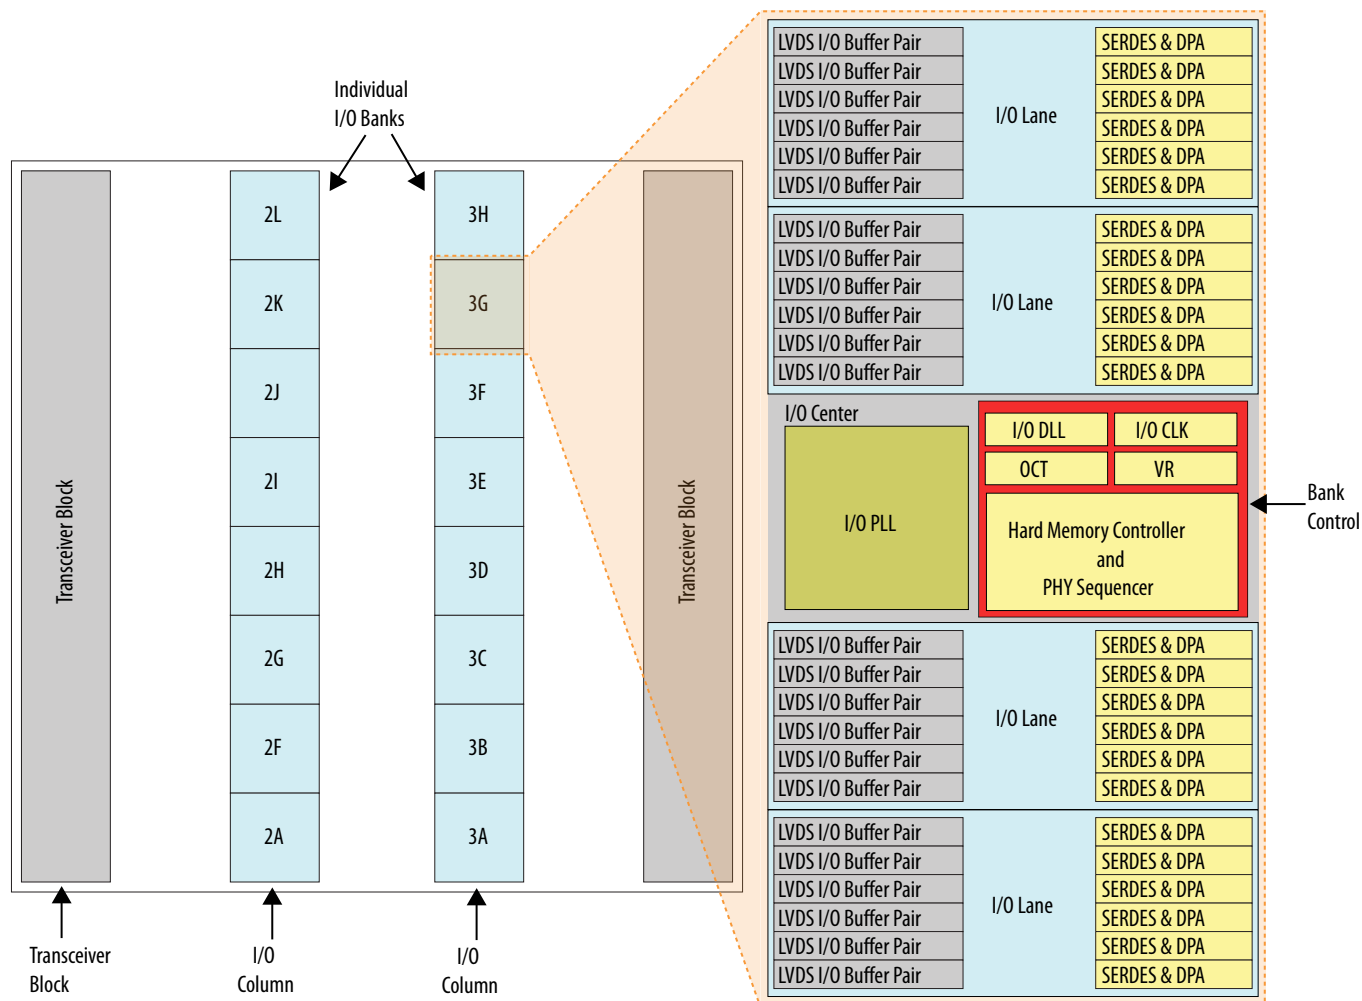 Individual
I/O Banks
2L
2K
2J
2I
2H
2G
2F
2A
3H
3G
3F
3E
3D
3C
3B
3A
Transceiver Block
Transceiver Block
Transceiver
Block
I/O
Column
I/O
Column
LVDS I/O Buffer Pair
LVDS I/O Buffer Pair
LVDS I/O Buffer Pair
LVDS I/O Buffer Pair
LVDS I/O Buffer Pair
LVDS I/O Buffer Pair
I/O Lane
SERDES & DPA
SERDES & DPA
SERDES & DPA
SERDES & DPA
SERDES & DPA
SERDES & DPA
LVDS I/O Buffer Pair
LVDS I/O Buffer Pair
LVDS I/O Buffer Pair
LVDS I/O Buffer Pair
LVDS I/O Buffer Pair
LVDS I/O Buffer Pair
I/O Lane
SERDES & DPA
SERDES & DPA
SERDES & DPA
SERDES & DPA
SERDES & DPA
SERDES & DPA
I/O Center
I/O PLL
I/O DLL
I/O CLK
OCT
VR
Hard Memory Controller
and
PHY Sequencer
Bank
Control
LVDS I/O Buffer Pair
LVDS I/O Buffer Pair
LVDS I/O Buffer Pair
LVDS I/O Buffer Pair
LVDS I/O Buffer Pair
LVDS I/O Buffer Pair
I/O Lane
SERDES & DPA
SERDES & DPA
SERDES & DPA
SERDES & DPA
SERDES & DPA
SERDES & DPA
LVDS I/O Buffer Pair
LVDS I/O Buffer Pair
LVDS I/O Buffer Pair
LVDS I/O Buffer Pair
LVDS I/O Buffer Pair
LVDS I/O Buffer Pair
I/O Lane
SERDES & DPA
SERDES & DPA
SERDES & DPA
SERDES & DPA
SERDES & DPA
SERDES & DPA